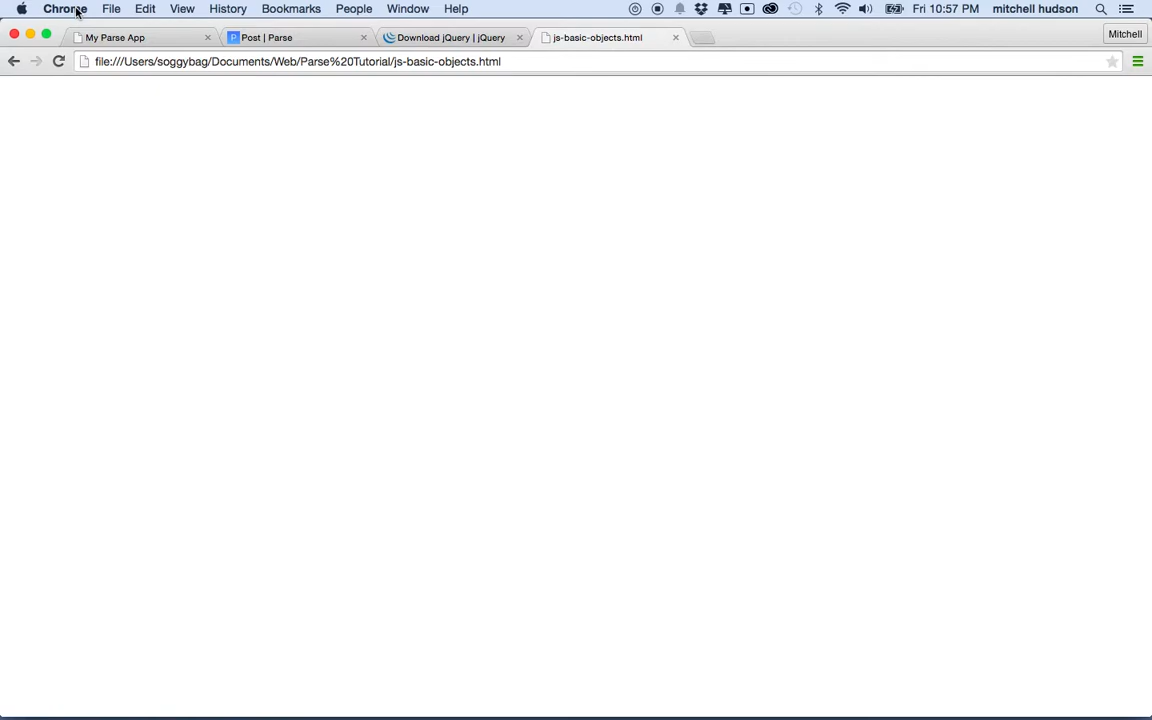 Chrome File Edit View History Bookmarks People Window Help Fri 10:57 PM mitchell hudson
My Parse App Post | Parse Download jQuery | jQuery js-basic-objects.html Mitchell
file:///Users/soggybag/Documents/Web/Parse%20Tutorial/js-basic-objects.html